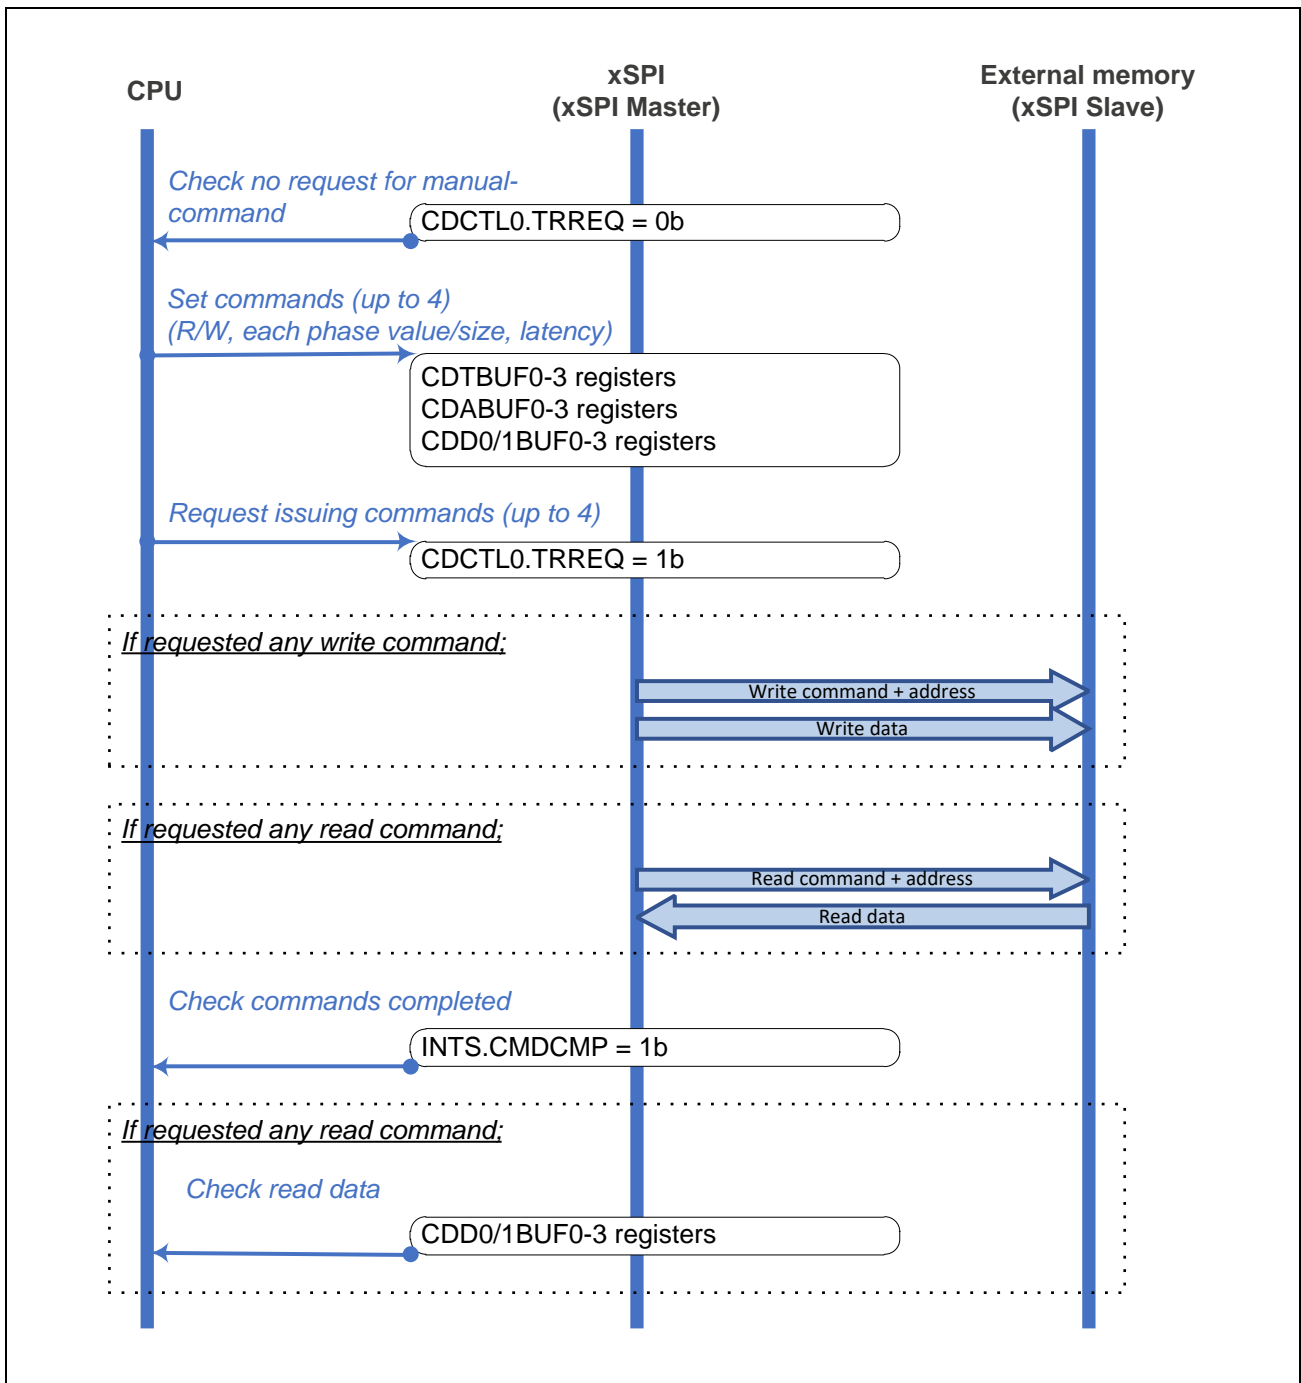 CPU
xSPI
(xSPI Master)
External memory
(xSPI Slave)
Check no request for manual-
command
CDCTL0.TRREQ = 0b
Set commands (up to 4)
(R/W, each phase value/size, latency)
CDTBUF0-3 registers
CDABUF0-3 registers
CDD0/1BUF0-3 registers
Request issuing commands (up to 4)
CDCTL0.TRREQ = 1b
If requested any write command;
Write command + address
Write data
If requested any read command;
Read command + address
Read data
Check commands completed
INTS.CMDCMP = 1b
If requested any read command;
Check read data
CDD0/1BUF0-3 registers